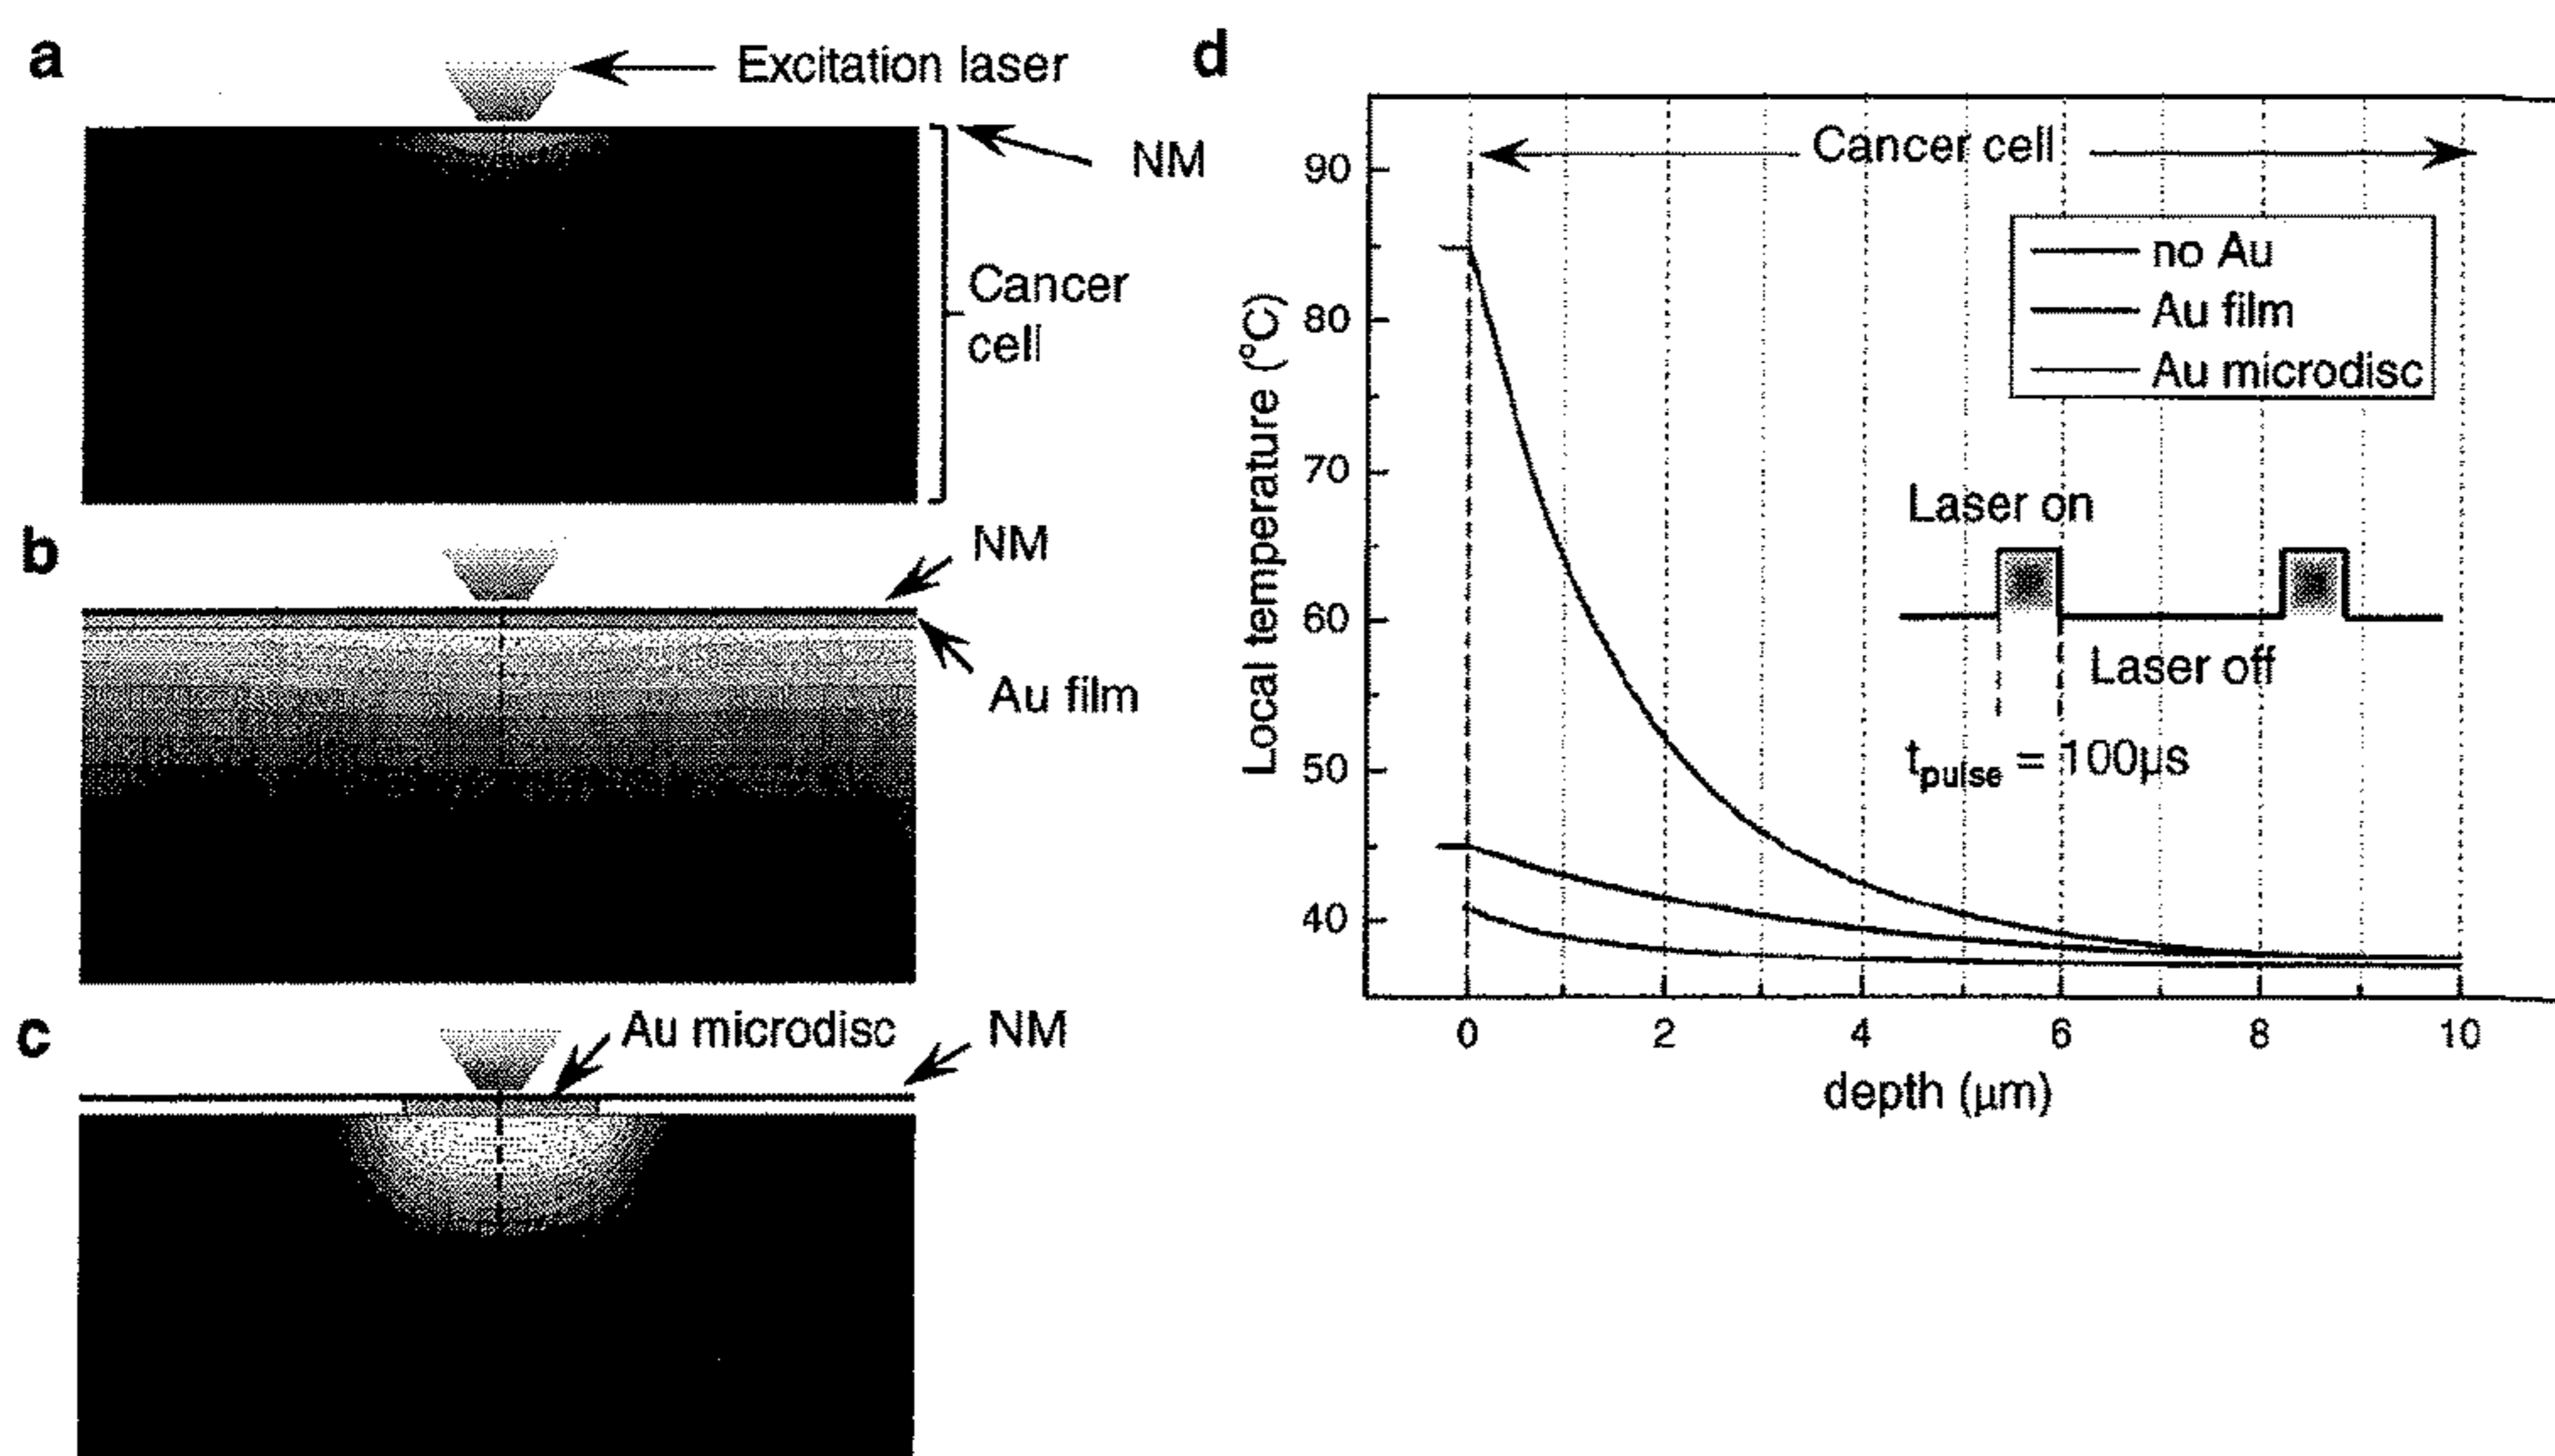 a
Excitation laser
NM
Cancer
cell
b
NM
Au film
c
Au microdisc
NM
d
Cancer cell
no Au
Au film
Au microdisc
Laser on
Laser off
tpulse = 100µs
Local temperature (°C)
90
80
70
60
50
40
0 2 4 6 8 10
depth (µm)